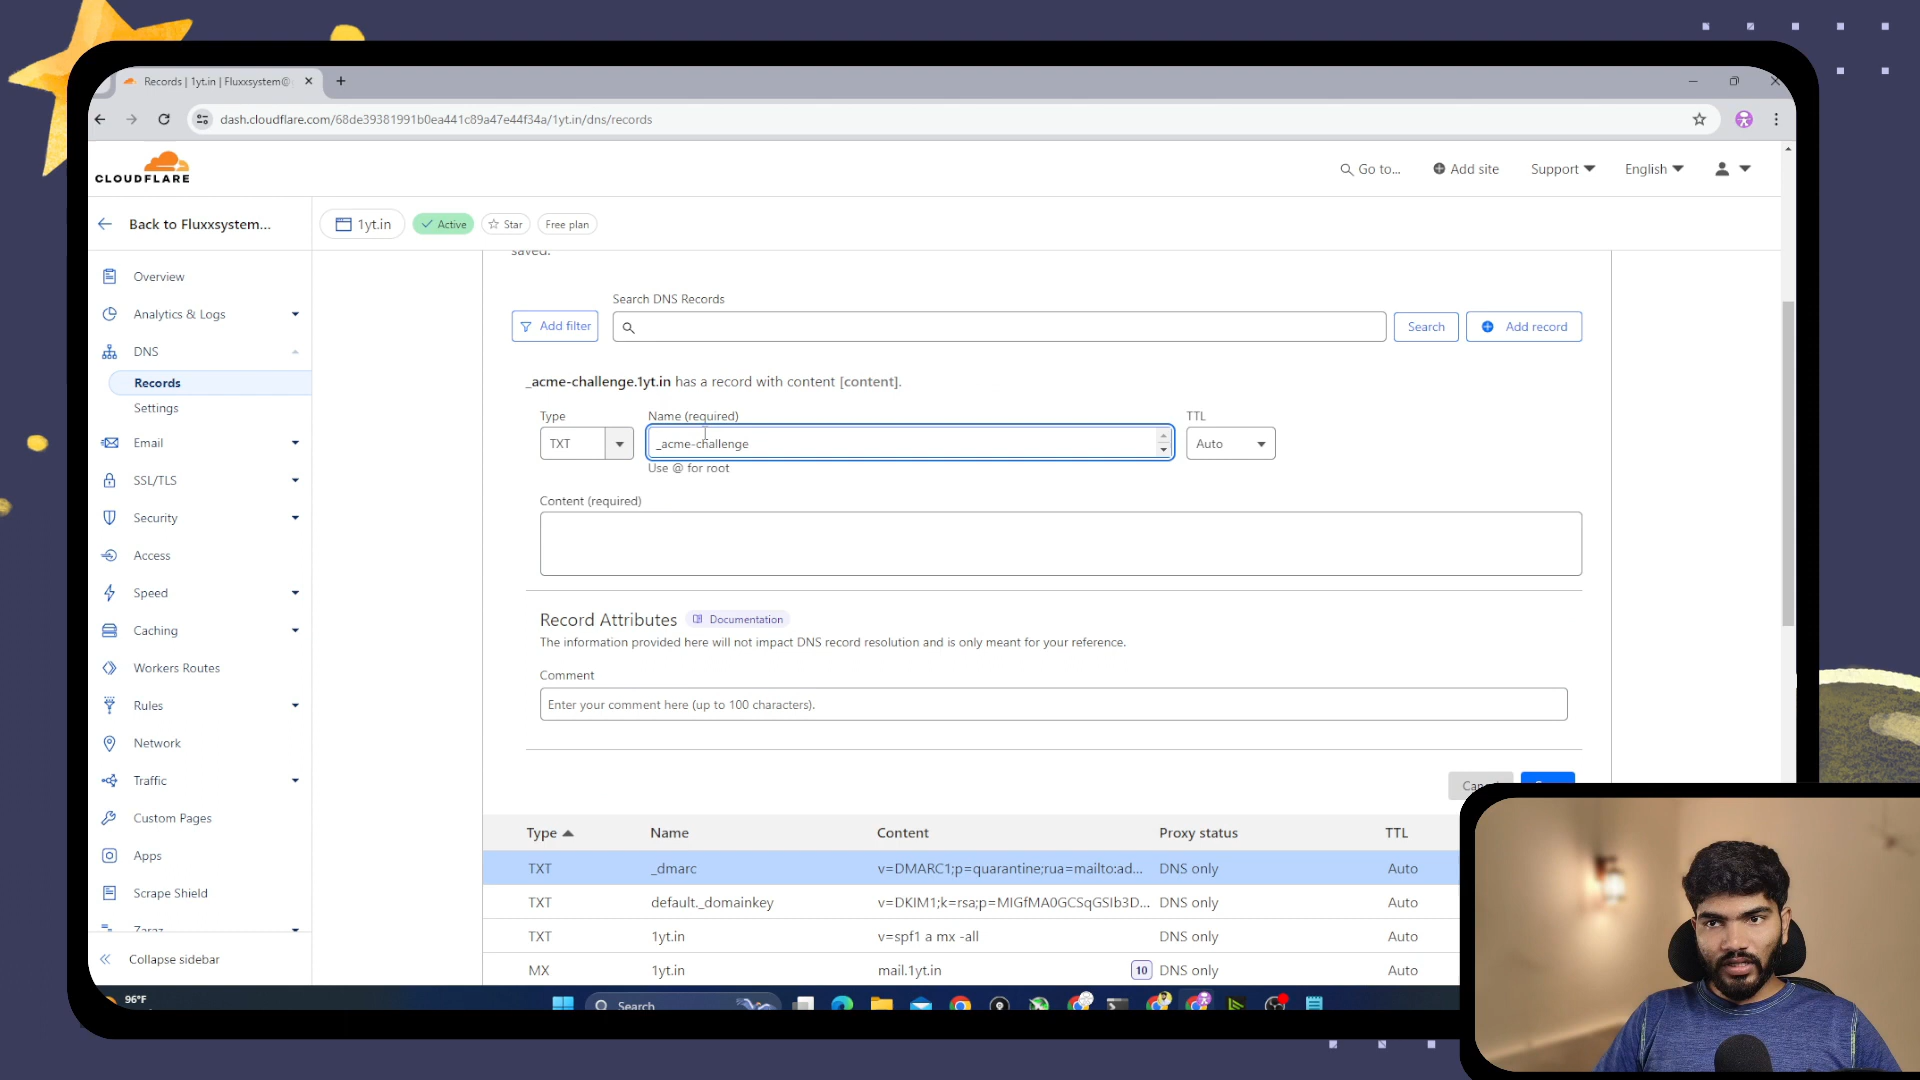 Records | 1yt.in | Fluxxsystem@
dash.cloudflare.com/68de39381991b0ea441c89a47e44f34a/1yt.in/dns/records
CLOUDFLARE
Go to...
Add site
Support
English
Back to Fluxxsystem...
1yt.in
Active
Star
Free plan
Overview
Analytics & Logs
DNS
Records
Settings
Email
SSL/TLS
Security
Access
Speed
Caching
Workers Routes
Rules
Network
Traffic
Custom Pages
Apps
Scrape Shield
Zaraz
Collapse sidebar
saved.
Search DNS Records
Add filter
Search
Add record
_acme-challenge.1yt.in has a record with content [content].
Type
Name (required)
TTL
TXT
_acme-challenge
Auto
Use @ for root
Content (required)
Record Attributes
Documentation
The information provided here will not impact DNS record resolution and is only meant for your reference.
Comment
Enter your comment here (up to 100 characters).
Type
Name
Content
Proxy status
TTL
TXT
_dmarc
v=DMARC1;p=quarantine;rua=mailto:ad...
DNS only
Auto
TXT
default._domainkey
v=DKIM1;k=rsa;p=MIGfMA0GCSqGSIb3D...
DNS only
Auto
TXT
1yt.in
v=spf1 a mx -all
DNS only
Auto
MX
1yt.in
mail.1yt.in
10
DNS only
Auto
96°F
Search